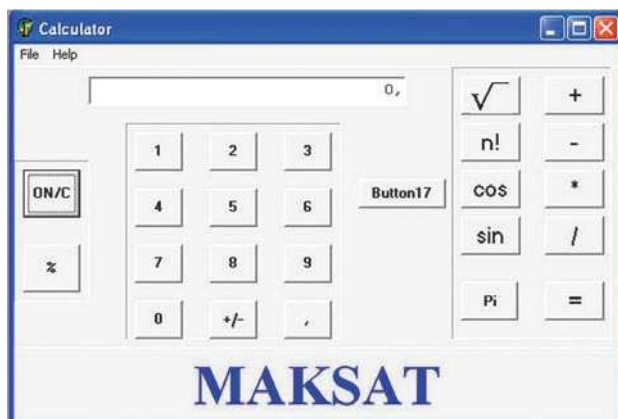 Calculator
File Help
0,
√ +
1 2 3 n! -
ON/C Button17 cos *
4 5 6
sin /
% 7 8 9
Pi =
0 +/- ,
MAKSAT